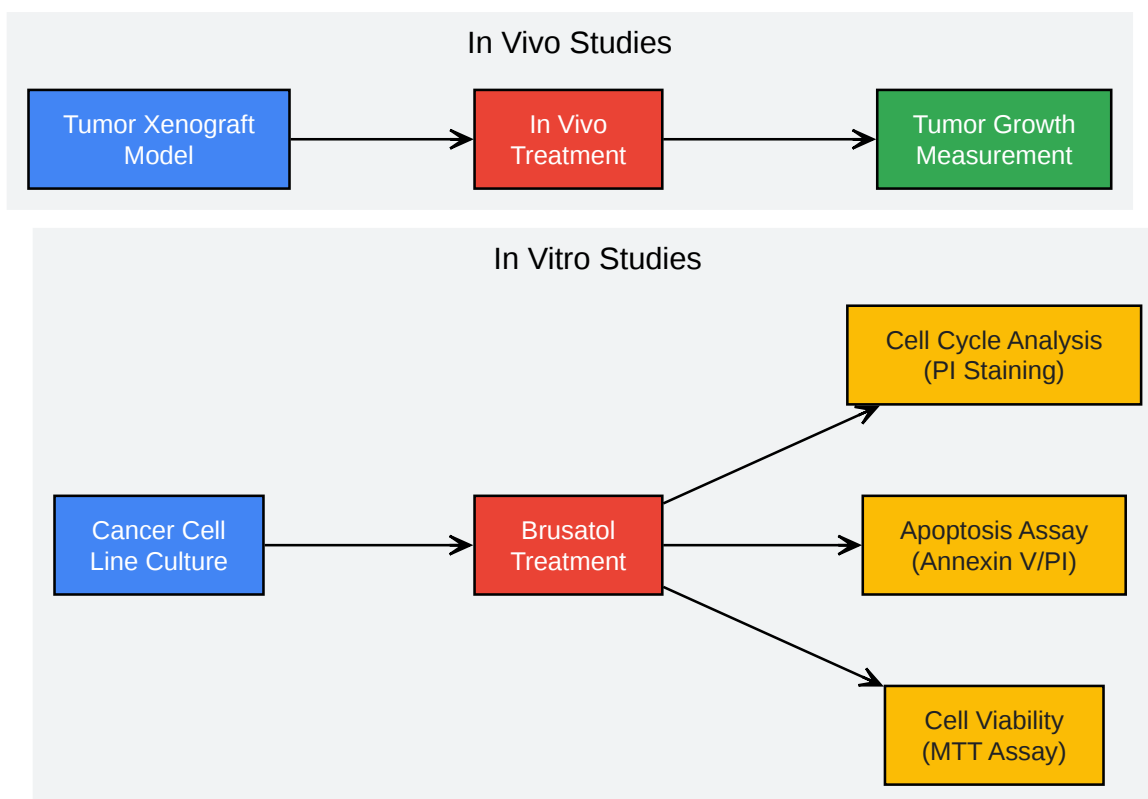 In Vivo Studies
Tumor Xenograft
Model
In Vivo
Treatment
Tumor Growth
Measurement
In Vitro Studies
Cell Cycle Analysis
(PI Staining)
Cancer Cell
Line Culture
Brusatol
Treatment
Apoptosis Assay
(Annexin V/PI)
Cell Viability
(MTT Assay)